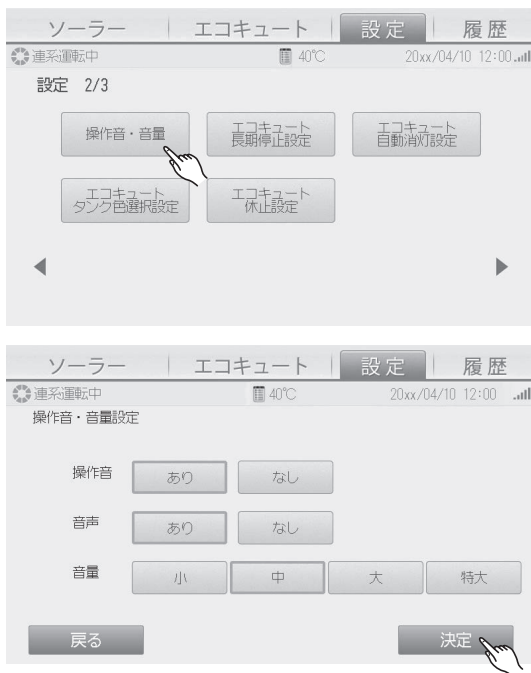 ソーラー エコキュート 設定 履歴
連系運転中 40℃ 20xx/04/10 12:00
設定 2/3
操作音・音量
エコキュート
長期停止設定
エコキュート
自動消灯設定
エコキュート
タンク色選択設定
エコキュート
休止設定
ソーラー エコキュート 設定 履歴
連系運転中 40℃ 20xx/04/10 12:00
操作音・音量設定
操作音 あり なし
音声 あり なし
音量 小 中 大 特大
戻る 決定